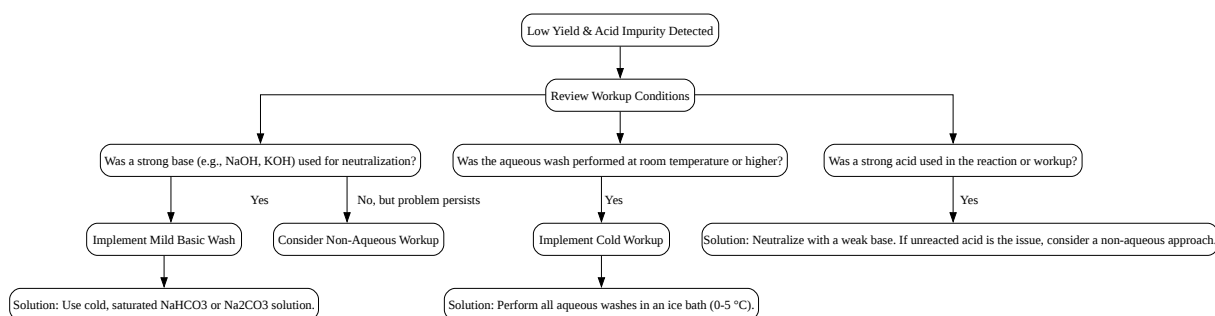 Low Yield & Acid Impurity Detected
Review Workup Conditions
Was a strong base (e.g., NaOH, KOH) used for neutralization?
Was the aqueous wash performed at room temperature or higher?
Was a strong acid used in the reaction or workup?
Yes
No, but problem persists
Yes
Yes
Implement Mild Basic Wash
Consider Non-Aqueous Workup
Implement Cold Workup
Solution: Neutralize with a weak base. If unreacted acid is the issue, consider a non-aqueous approach.
Solution: Use cold, saturated NaHCO3 or Na2CO3 solution.
Solution: Perform all aqueous washes in an ice bath (0-5 °C).